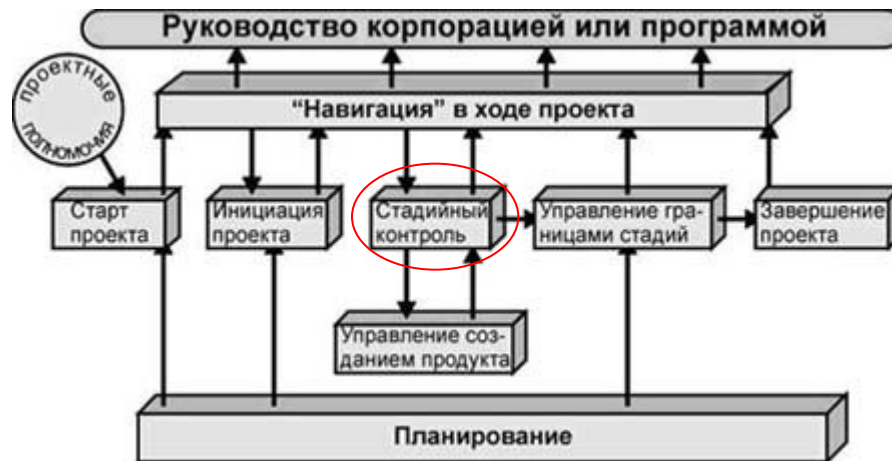 Руководство корпорацией или программой
проектные
полномочия
“Навигация” в ходе проекта
Старт
проекта
Инициация
проекта
Стадийный
контроль
Управление гра-
ницами стадий
Завершение
проекта
Управление соз-
данием продукта
Планирование